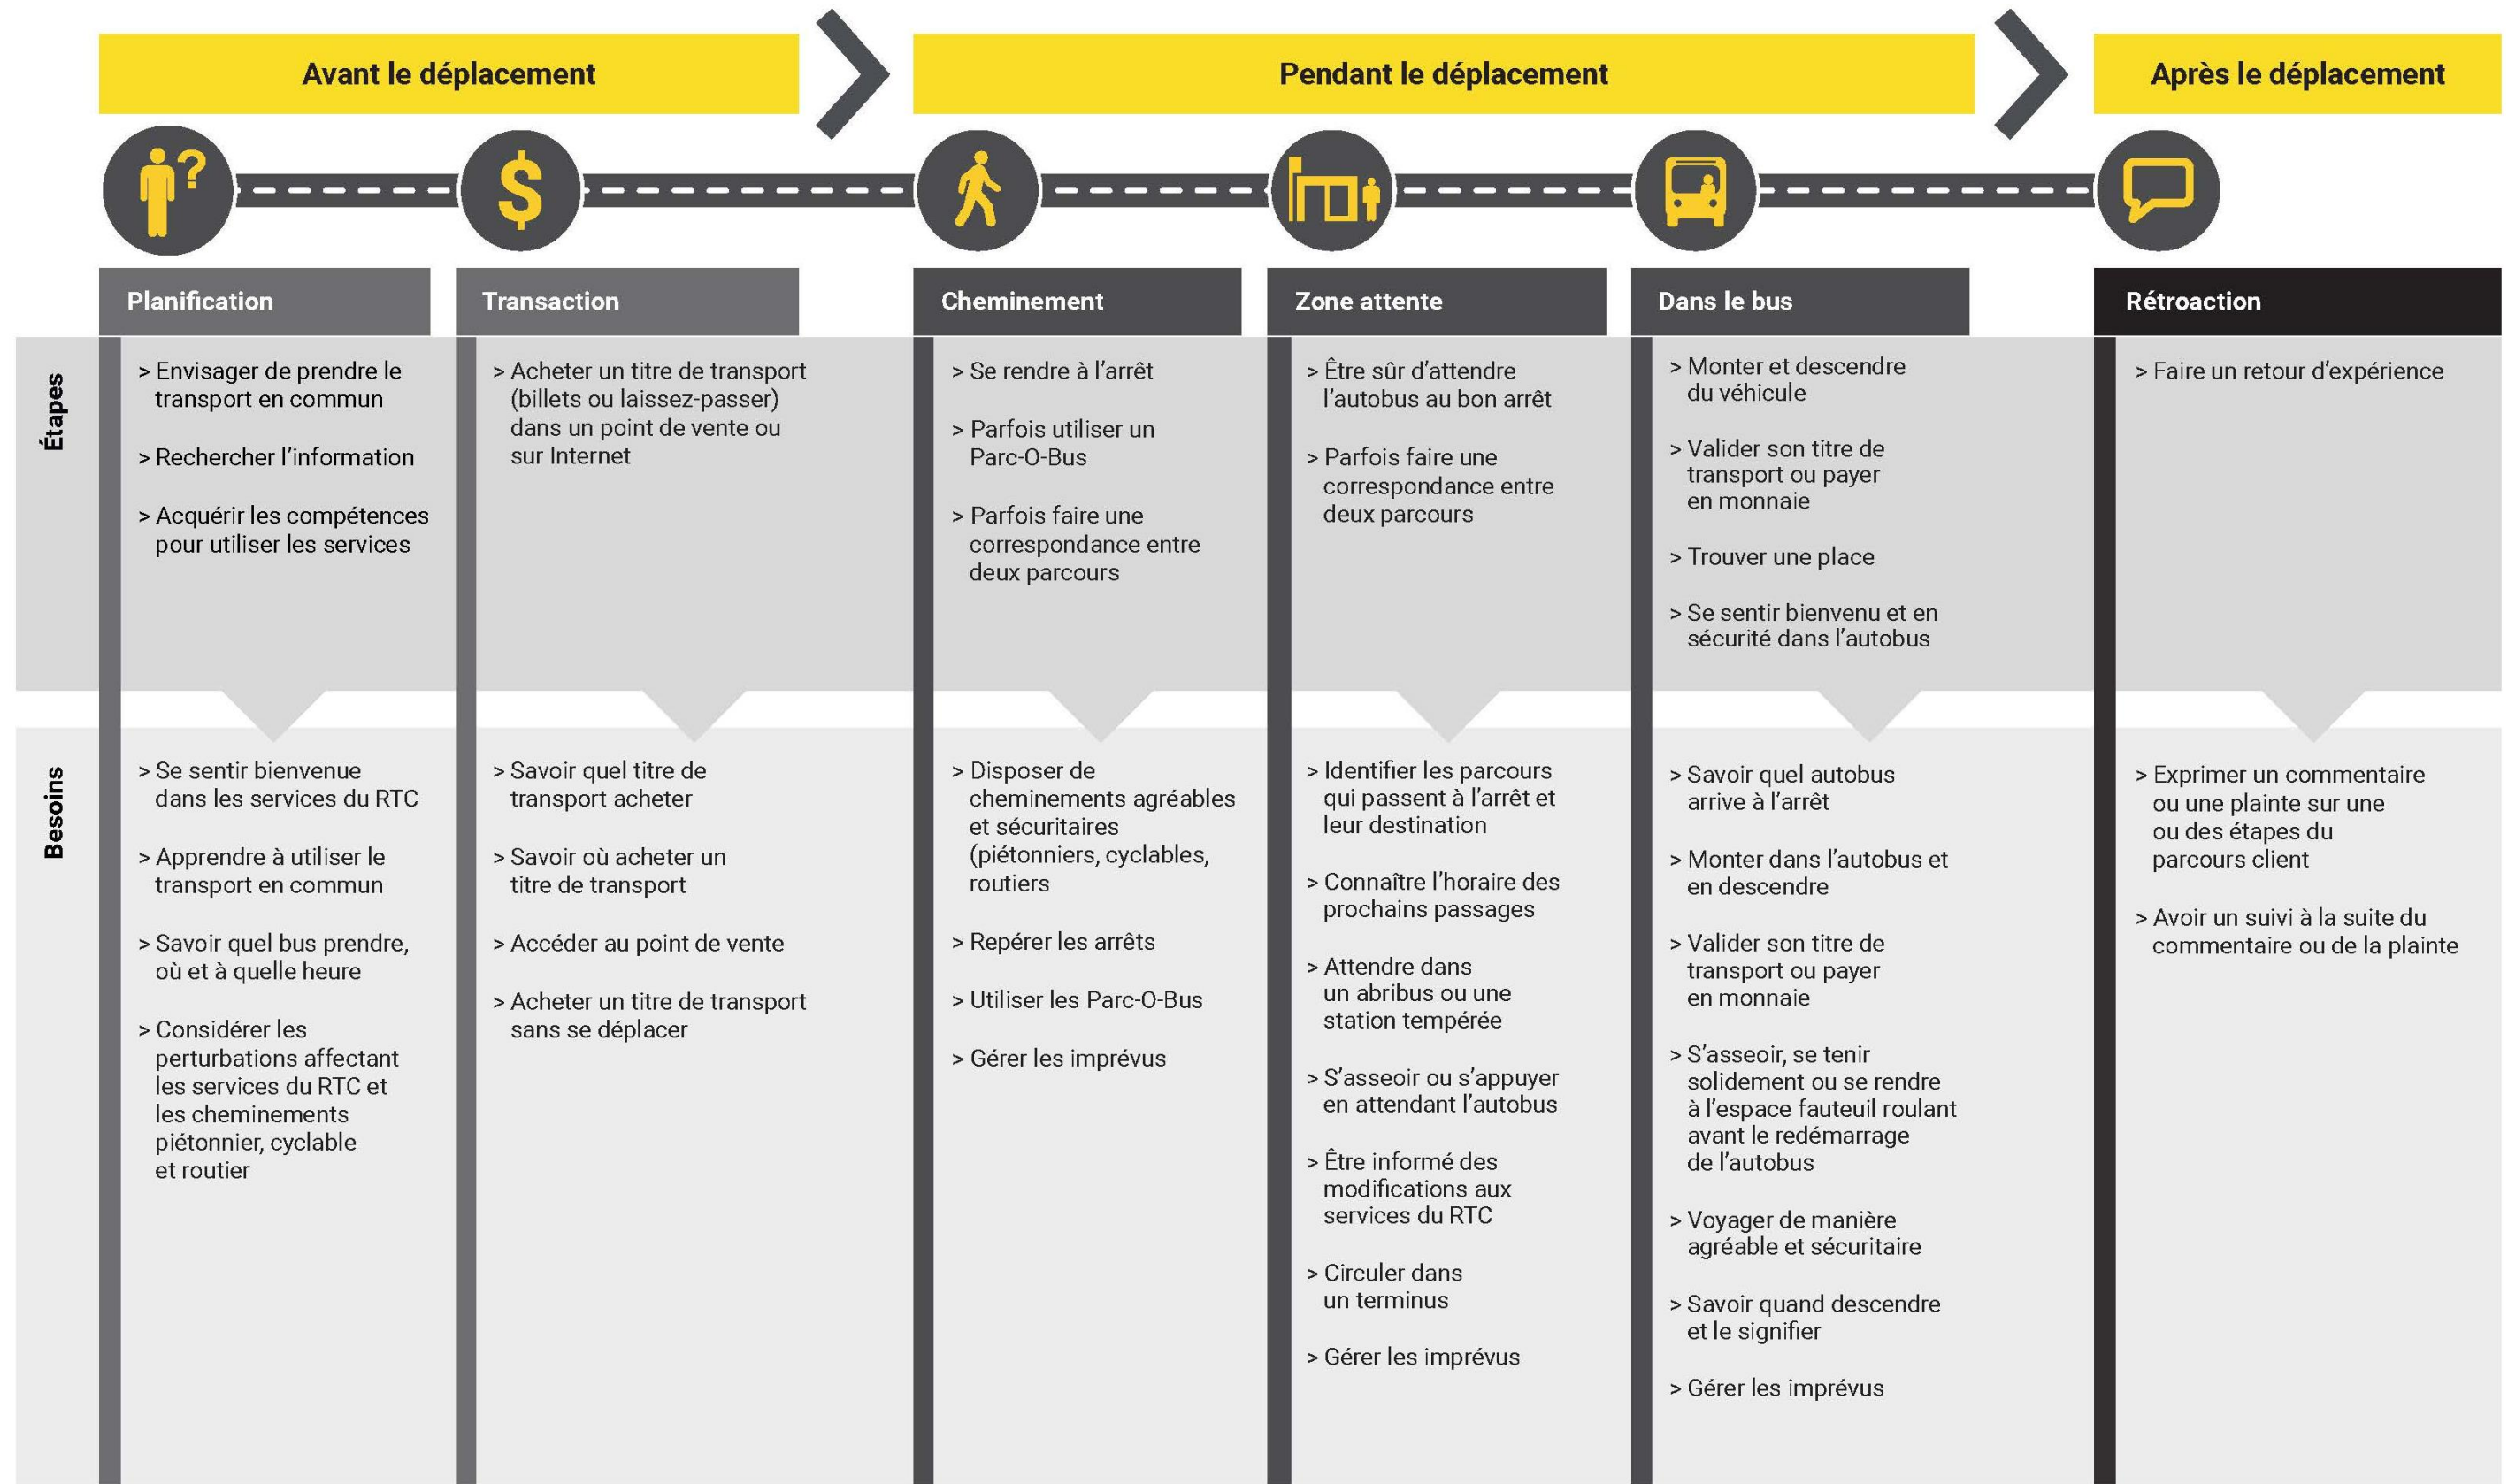 Avant le déplacement
Pendant le déplacement
Après le déplacement
?
$
Planification
Transaction
Cheminement
Zone attente
Dans le bus
Rétroaction
Étapes
> Envisager de prendre le
transport en commun
> Rechercher l’information
> Acquérir les compétences
pour utiliser les services
> Acheter un titre de transport
(billets ou laissez-passer)
dans un point de vente ou
sur Internet
> Se rendre à l’arrêt
> Parfois utiliser un
Parc-O-Bus
> Parfois faire une
correspondance entre
deux parcours
> Être sûr d’attendre
l’autobus au bon arrêt
> Parfois faire une
correspondance entre
deux parcours
> Monter et descendre
du véhicule
> Valider son titre de
transport ou payer
en monnaie
> Trouver une place
> Se sentir bienvenu et en
sécurité dans l’autobus
> Faire un retour d’expérience
Besoins
> Se sentir bienvenue
dans les services du RTC
> Apprendre à utiliser le
transport en commun
> Savoir quel bus prendre,
où et à quelle heure
> Considérer les
perturbations affectant
les services du RTC et
les cheminements
piétonnier, cyclable
et routier
> Savoir quel titre de
transport acheter
> Savoir où acheter un
titre de transport
> Accéder au point de vente
> Acheter un titre de transport
sans se déplacer
> Disposer de
cheminements agréables
et sécuritaires
(piétonniers, cyclables,
routiers
> Repérer les arrêts
> Utiliser les Parc-O-Bus
> Gérer les imprévus
> Identifier les parcours
qui passent à l’arrêt et
leur destination
> Connaître l’horaire des
prochains passages
> Attendre dans
un abribus ou une
station tempérée
> S’asseoir ou s’appuyer
en attendant l’autobus
> Être informé des
modifications aux
services du RTC
> Circuler dans
un terminus
> Gérer les imprévus
> Savoir quel autobus
arrive à l’arrêt
> Monter dans l’autobus et
en descendre
> Valider son titre de
transport ou payer
en monnaie
> S’asseoir, se tenir
solidement ou se rendre
à l’espace fauteuil roulant
avant le redémarrage
de l’autobus
> Voyager de manière
agréable et sécuritaire
> Savoir quand descendre
et le signifier
> Gérer les imprévus
> Exprimer un commentaire
ou une plainte sur une
ou des étapes du
parcours client
> Avoir un suivi à la suite du
commentaire ou de la plainte